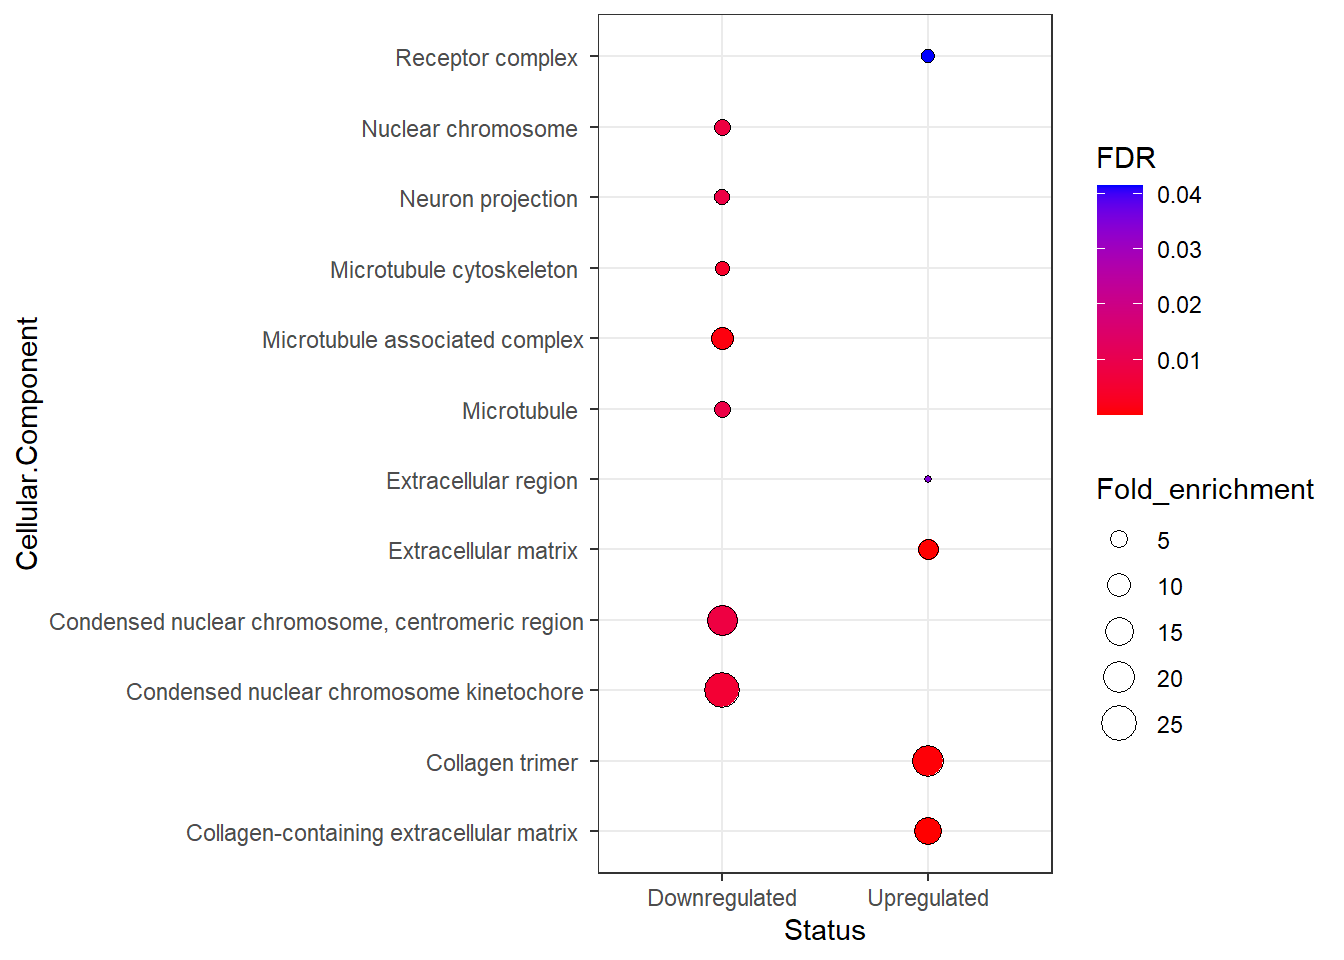 Receptor complex
Nuclear chromosome
Neuron projection
Microtubule cytoskeleton
Microtubule associated complex
Microtubule
Extracellular region
Extracellular matrix
Condensed nuclear chromosome, centromeric region
Condensed nuclear chromosome kinetochore
Collagen trimer
Collagen-containing extracellular matrix
Cellular.Component
Downregulated
Upregulated
Status
FDR
0.04
0.03
0.02
0.01
Fold_enrichment
5
10
15
20
25